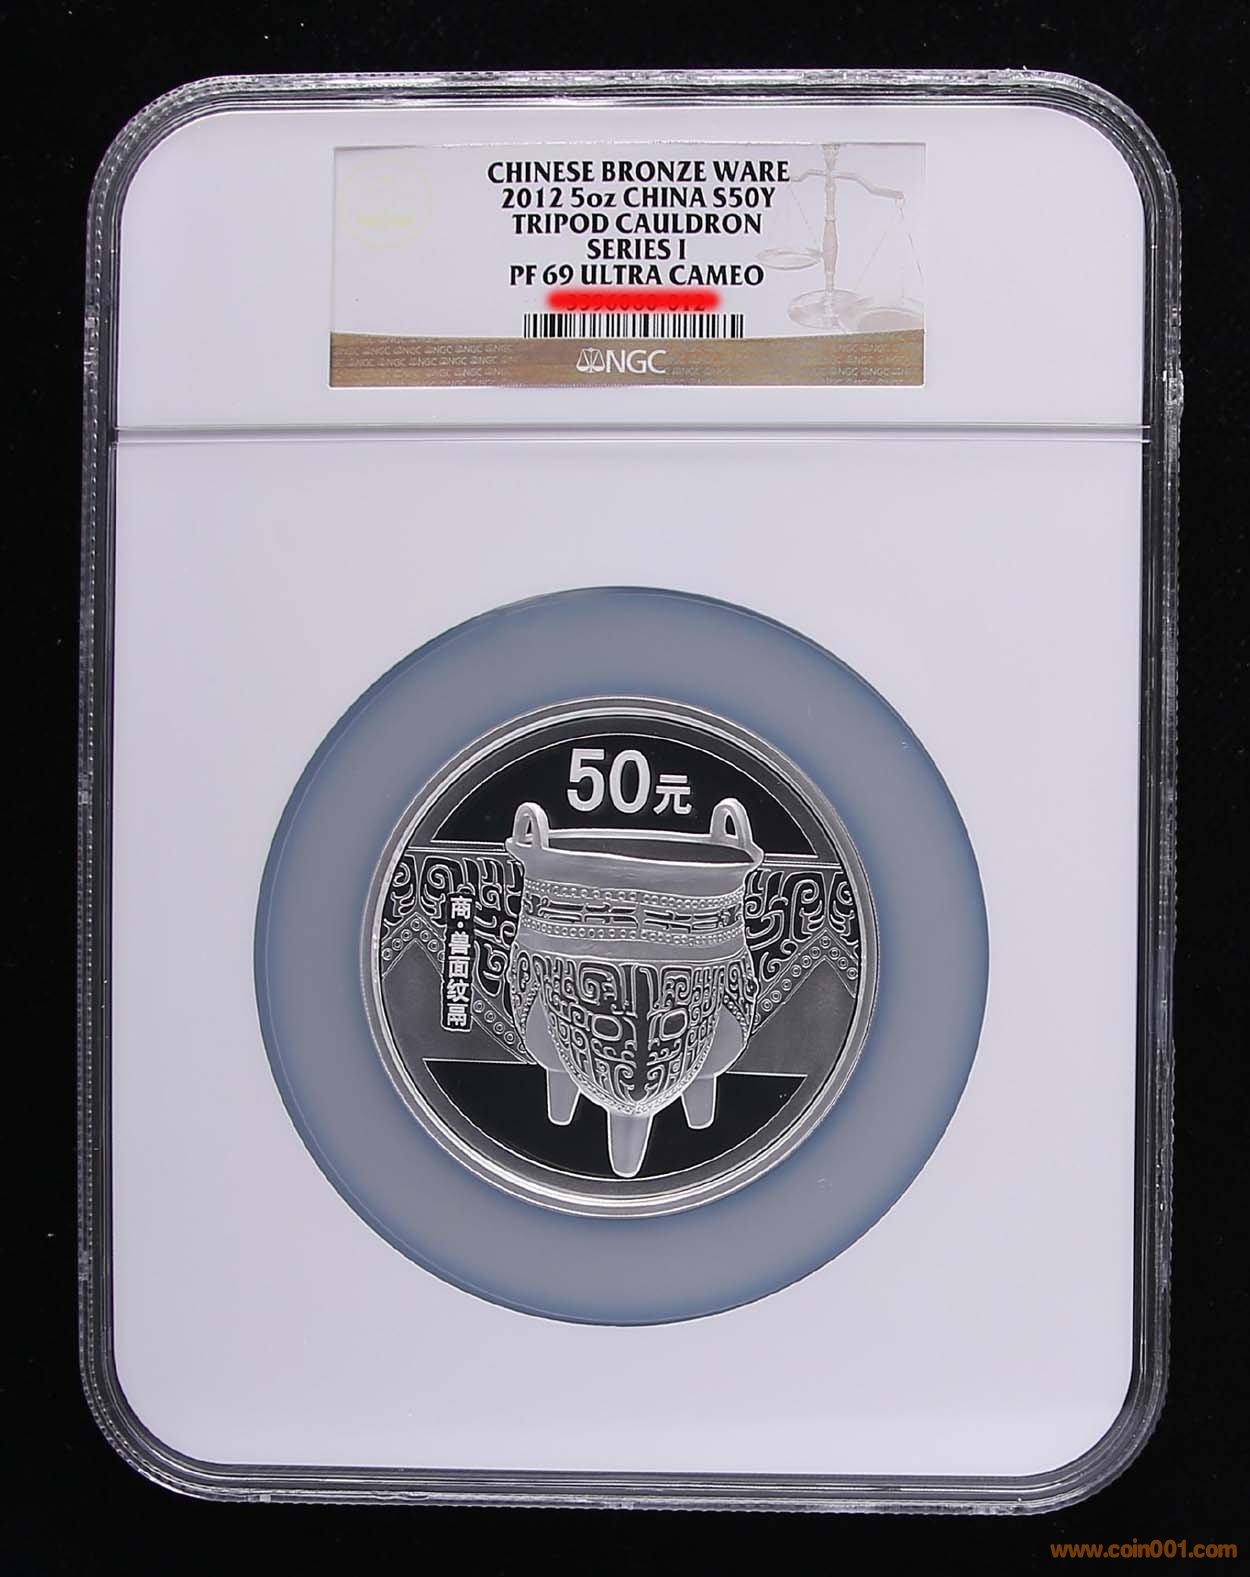 CHINESE BRONZE WARE
2012 5oz CHINA S50Y
TRIPOD CAULDRON
SERIES I
PF 69 ULTRA CAMEO
NGC
50元
商·兽面纹鬲
www.coin001.com